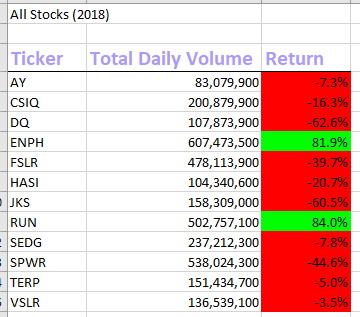 All Stocks (2018)
Ticker Total Daily Volume Return
AY 83,079,900 -7.3%
CSIQ 200,879,900 -16.3%
DQ 107,873,900 -62.6%
ENPH 607,473,500 81.9%
FSLR 478,113,900 -39.7%
HASI 104,340,600 -20.7%
JKS 158,309,000 -60.5%
RUN 502,757,100 84.0%
SEDG 237,212,300 -7.8%
SPWR 538,024,300 -44.6%
TERP 151,434,700 -5.0%
VSLR 136,539,100 -3.5%